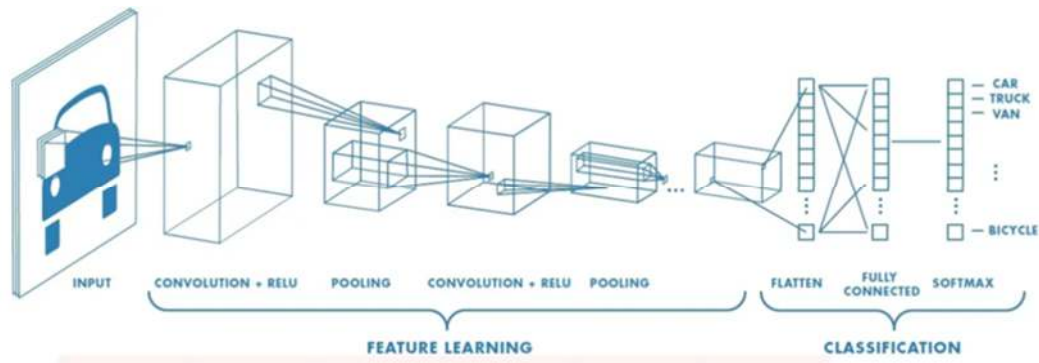 CAR
TRUCK
VAN
BICYCLE
INPUT
CONVOLUTION + RELU
POOLING
CONVOLUTION + RELU
POOLING
FLATTEN
FULLY
CONNECTED
SOFTMAX
FEATURE LEARNING
CLASSIFICATION